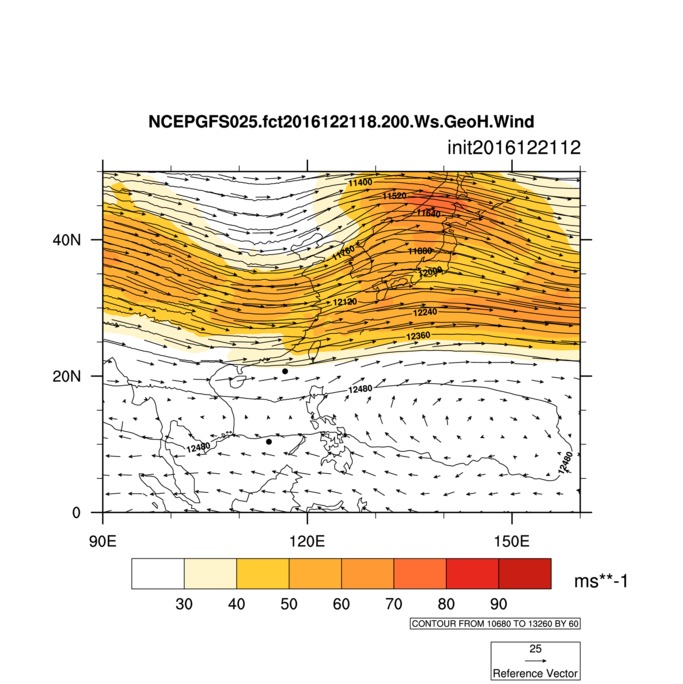 NCEPGFS025.fct2016122118.200.Ws.GeoH.Wind
init2016122112
11400
11520
11640
11760
11880
12000
12120
12240
12360
12480
12480
12480
40N
20N
0
90E 120E 150E
30 40 50 60 70 80 90
ms**-1
CONTOUR FROM 10680 TO 13260 BY 60
25
Reference Vector